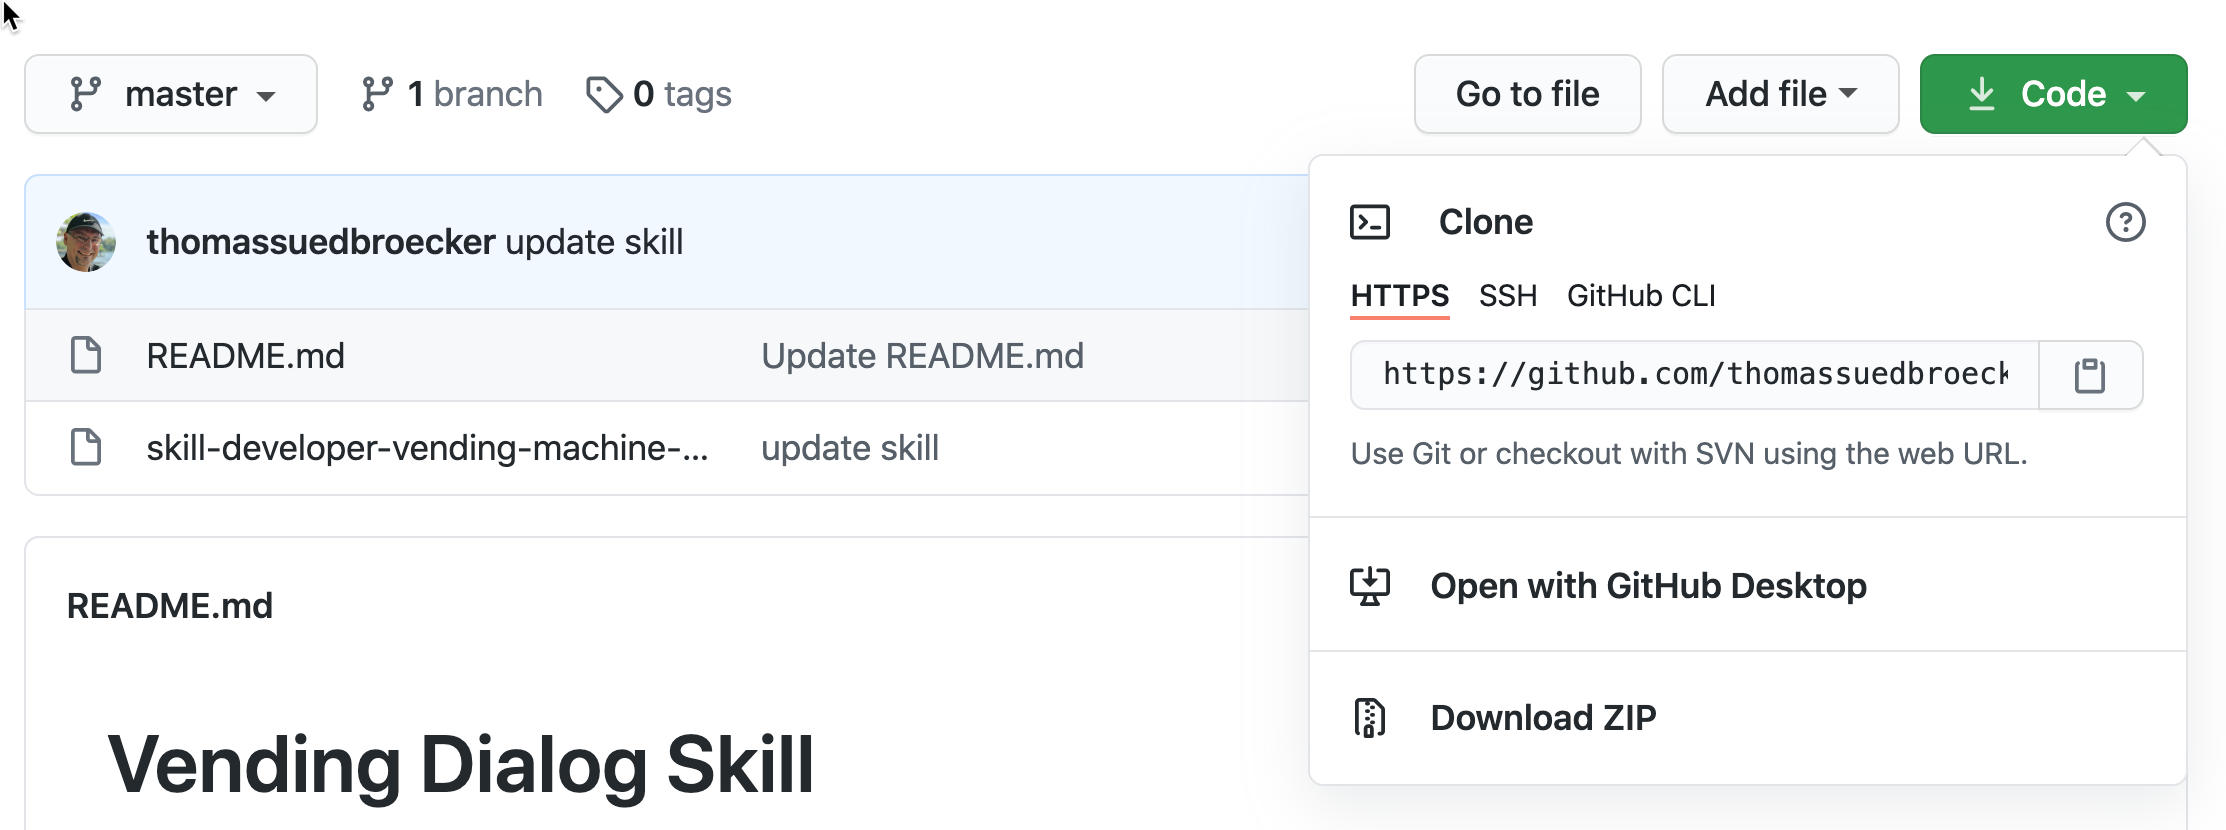 master
1 branch
0 tags
Go to file
Add file
Code
thomassuedbroecker update skill
README.md
Update README.md
skill-developer-vending-machine-...
update skill
README.md
Vending Dialog Skill
Clone
HTTPS
SSH
GitHub CLI
https://github.com/thomassuedbroeck
Use Git or checkout with SVN using the web URL.
Open with GitHub Desktop
Download ZIP